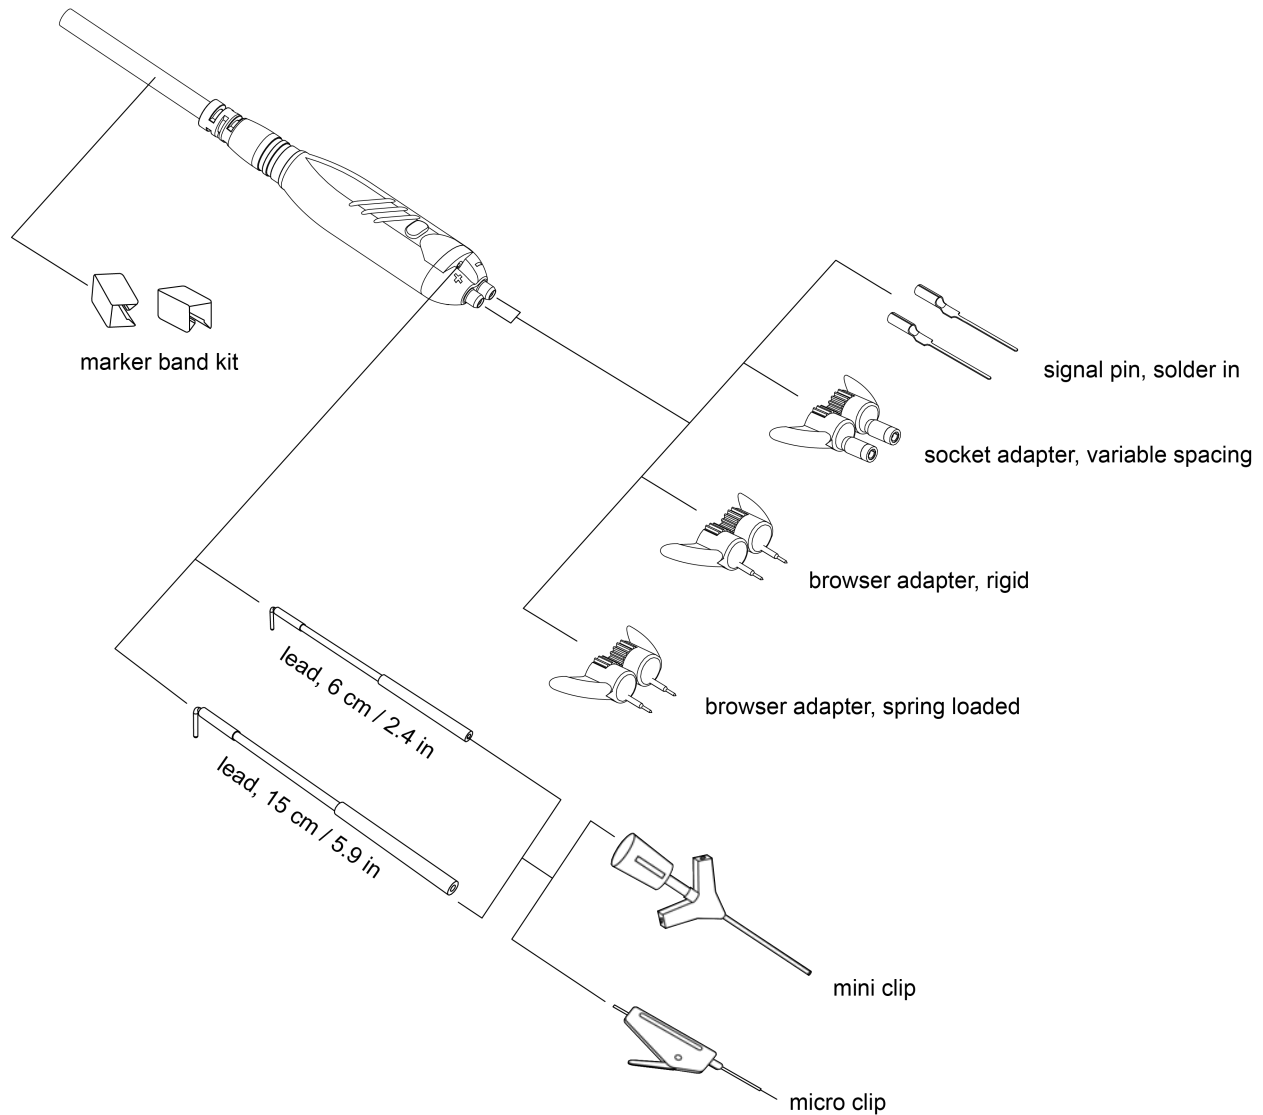 marker band kit
signal pin, solder in
socket adapter, variable spacing
browser adapter, rigid
browser adapter, spring loaded
lead, 6 cm / 2.4 in
lead, 15 cm / 5.9 in
mini clip
micro clip